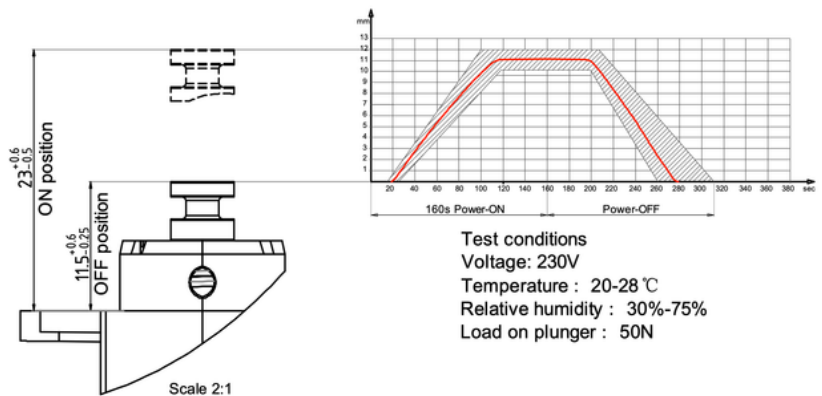 mm
13
12
11
10
9
8
7
6
5
4
3
2
1
20 40 60 80 100 120 140 160 180 200 220 240 260 280 300 320 340 360 380 sec
160s Power-ON
Power-OFF
23 +0.6 -0.5
ON position
11.5 +0.6 -0.25
OFF position
Test conditions
Voltage: 230V
Temperature : 20-28℃
Relative humidity : 30%-75%
Load on plunger : 50N
Scale 2:1